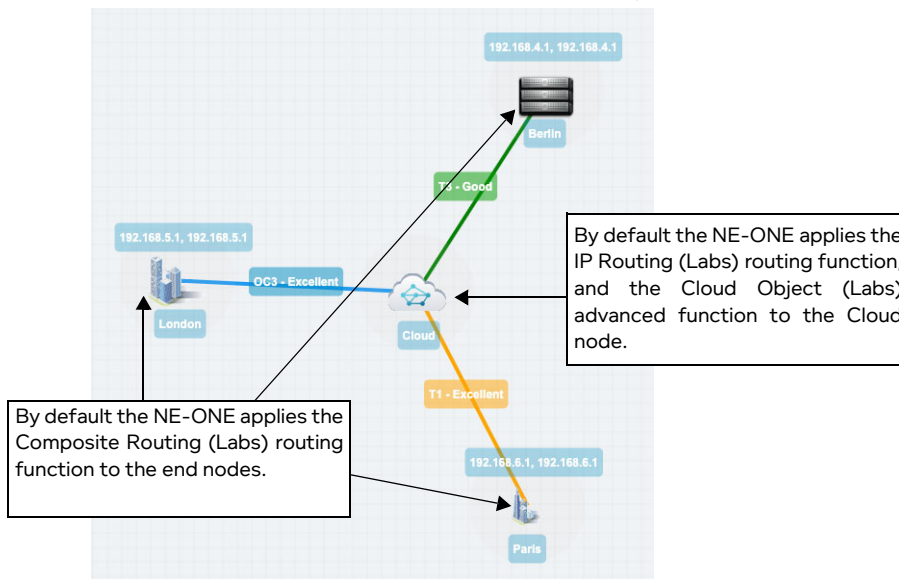 192.168.4.1, 192.168.4.1
Berlin
T3 - Good
192.168.5.1, 192.168.5.1
OC3 - Excellent
London
Cloud
By default the NE-ONE applies the
IP Routing (Labs) routing function,
and the Cloud Object (Labs)
advanced function to the Cloud
node.
T1 - Excellent
By default the NE-ONE applies the
Composite Routing (Labs) routing
function to the end nodes.
192.168.6.1, 192.168.6.1
Paris